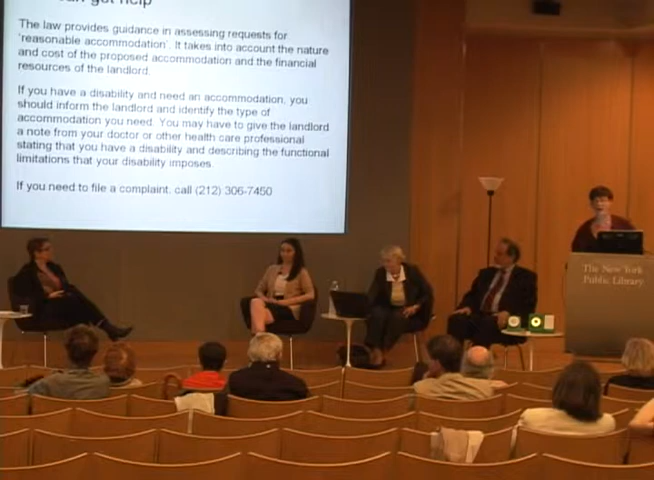 can get help
The law provides guidance in assessing requests for
'reasonable accommodation'. It takes into account the nature
and cost of the proposed accommodation and the financial
resources of the landlord.
If you have a disability and need an accommodation, you
should inform the landlord and identify the type of
accommodation you need. You may have to give the landlord
a note from your doctor or other health care professional
stating that you have a disability and describing the functional
limitations that your disability imposes.
If you need to file a complaint: call (212) 306-7450
The New York
Public Library